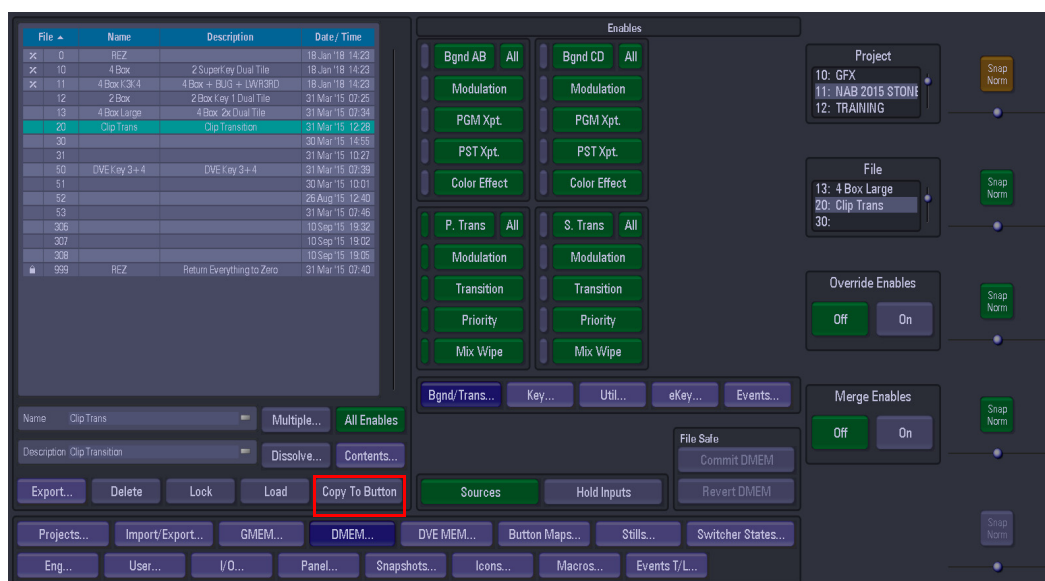 Enables
File Name Description Date/ Time
0 REZ 18 Jan '18 14:23
10 4 Box 2 SuperKey Dual Tile 18 Jan '18 14:23
11 4 Box K3K4 4 Box + BUG + LWR3RD 18 Jan '18 14:23
12 2 Box 2 Box Key 1 Dual Tile 31 Mar '15 07:25
13 4 Box Large 4 Box 2x Dual Tile 31 Mar '15 07:34
20 Clip Trans Clip Transition 31 Mar '15 12:28
30 30 Mar '15 14:55
31 31 Mar '15 10:27
50 DVE Key 3+4 DVE Key 3+4 31 Mar '15 07:39
51 30 Mar '15 10:01
52 26 Aug '15 12:40
53 31 Mar '15 07:46
306 10 Sep '15 19:32
307 10 Sep '15 19:02
308 10 Sep '15 19:05
999 REZ Return Everything to Zero 31 Mar '15 07:40
Name Clip Trans
Multiple... All Enables
Description Clip Transition
Dissolve... Contents...
Export... Delete Lock Load Copy To Button
Bgnd AB All Bgnd CD All
Modulation Modulation
PGM Xpt. PGM Xpt.
PST Xpt. PST Xpt.
Color Effect Color Effect
P. Trans All S. Trans All
Modulation Modulation
Transition Transition
Priority Priority
Mix Wipe Mix Wipe
Bgnd/Trans... Key... Util... eKey... Events...
File Safe
Commit DMEM
Sources Hold Inputs Revert DMEM
Project
10: GFX
11: NAB 2015 STONE
12: TRAINING
Snap
Norm
File
13: 4 Box Large
20: Clip Trans
30:
Snap
Norm
Override Enables
Off On
Snap
Norm
Merge Enables
Off On
Snap
Norm
Snap
Norm
Projects... Import/Export... GMEM... DMEM... DVE MEM... Button Maps... Stills... Switcher States...
Eng... User... I/O... Panel... Snapshots... Icons... Macros... Events T/L...